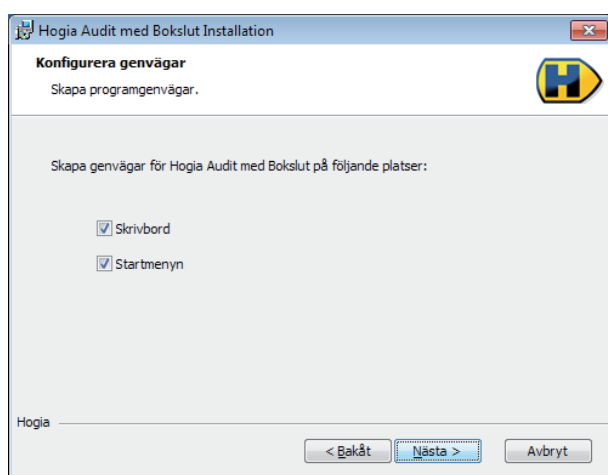 Hogia Audit med Bokslut Installation
Konfigurera genvägar
Skapa programgenvägar.
H
Skapa genvägar för Hogia Audit med Bokslut på följande platser:
Skrivbord
Startmenyn
Hogia
< Bakåt
Nästa >
Avbryt